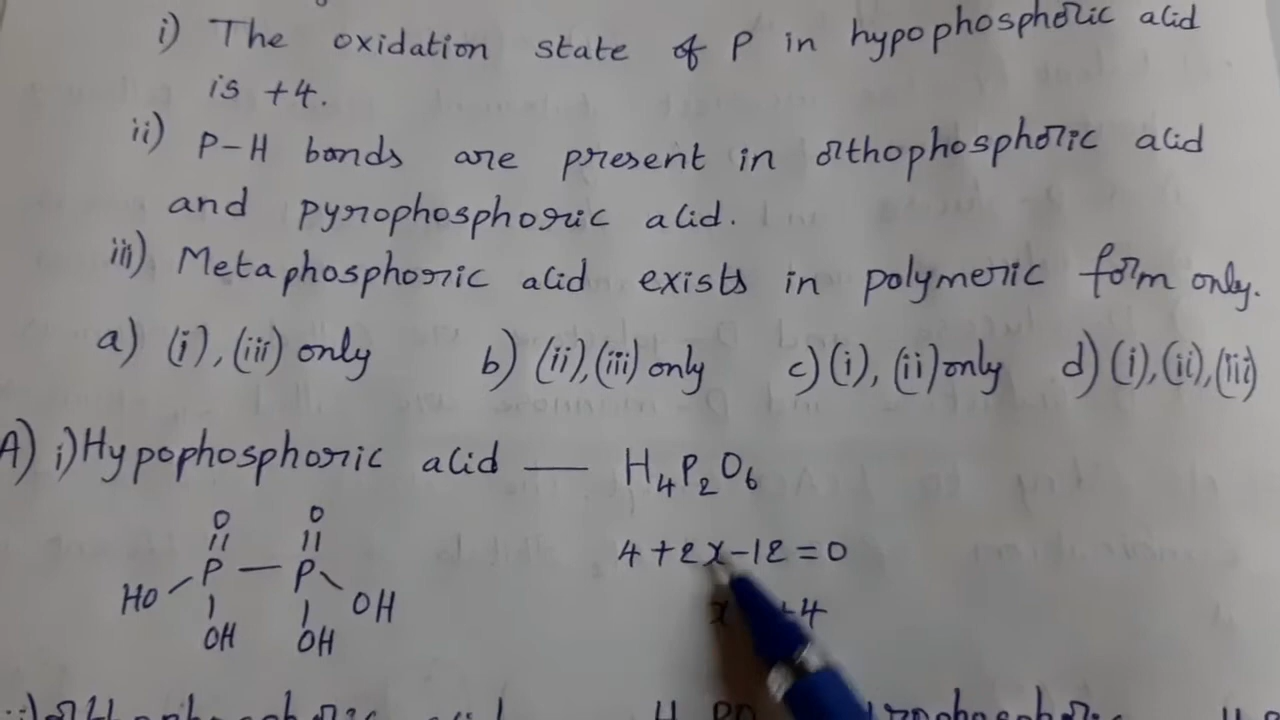 i) The oxidation state of P in hypophosphoric acid
is +4.
ii) P-H bonds are present in orthophosphoric acid
and pyrophosphoric acid.
iii) Metaphosphoric acid exists in polymeric form only.
a) (i), (iii) only b) (ii), (iii) only c) (i), (ii) only d) (i), (ii), (iii)
A) i) Hypophosphoric acid — H₄P₂O₆
O O
|| ||
HO P — P OH
OH OH
4+2x-12=0
x +4